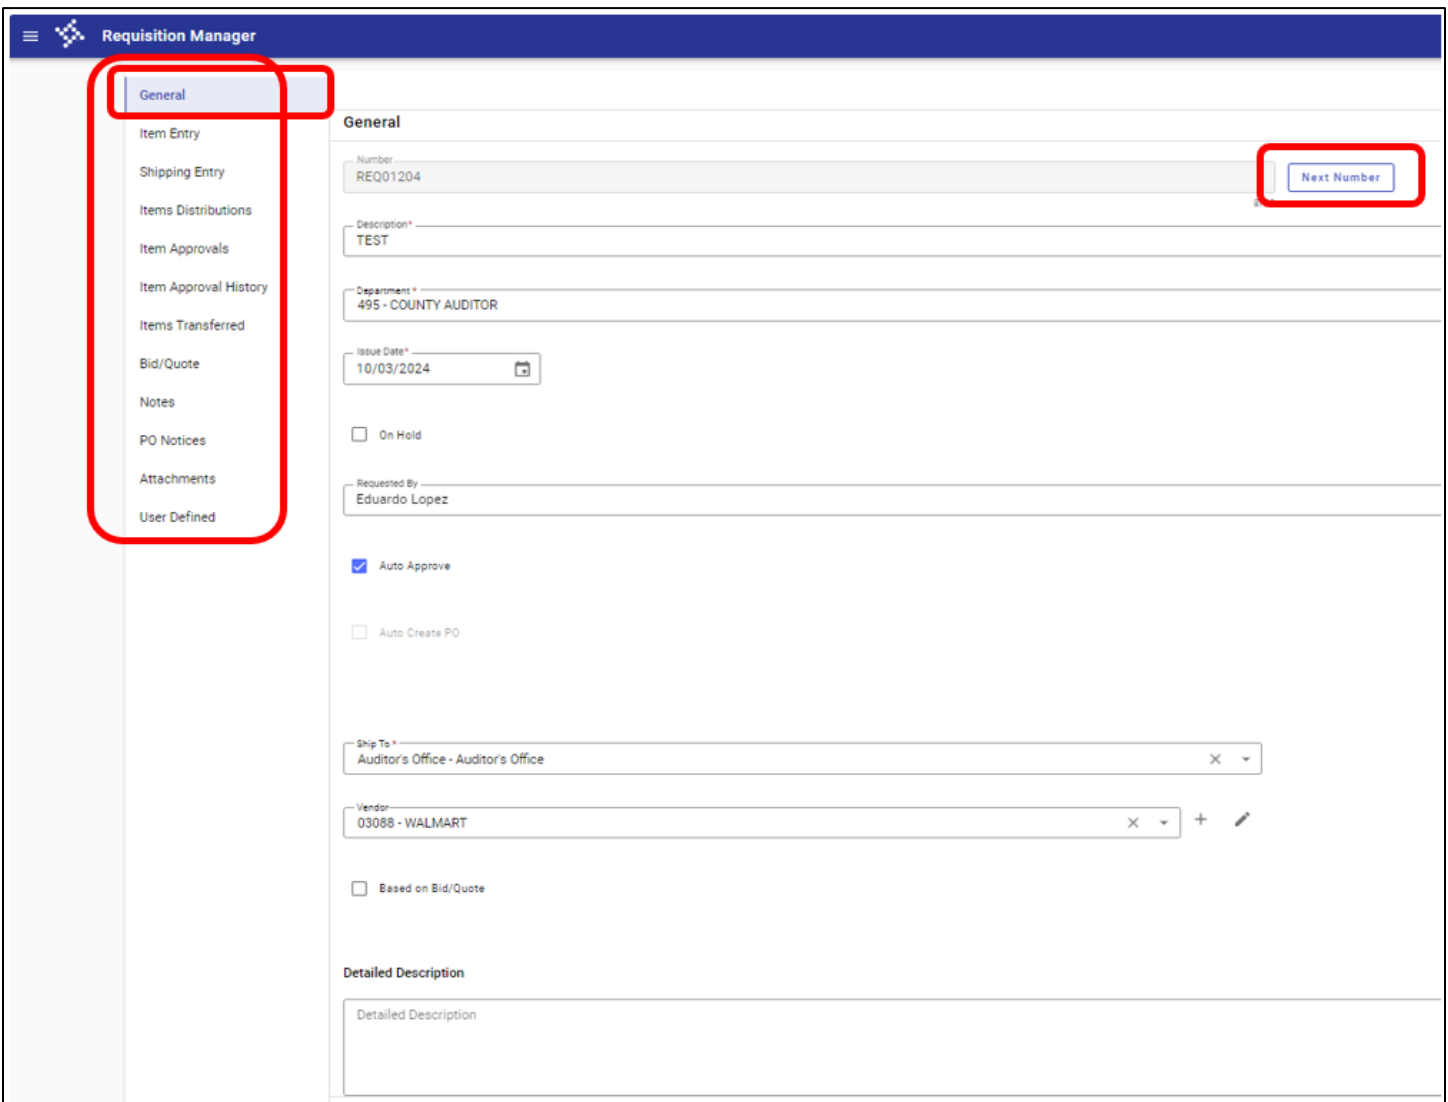 Requisition Manager
General
Item Entry
Shipping Entry
Items Distributions
Item Approvals
Item Approval History
Items Transferred
Bid/Quote
Notes
PO Notices
Attachments
User Defined
General
Number
REQ01204
Next Number
Description*
TEST
Department *
495 - COUNTY AUDITOR
Issue Date*
10/03/2024
On Hold
Requested By
Eduardo Lopez
Auto Approve
Auto Create PO
Ship To *
Auditor's Office - Auditor's Office
Vendor
03088 - WALMART
Based on Bid/Quote
Detailed Description
Detailed Description